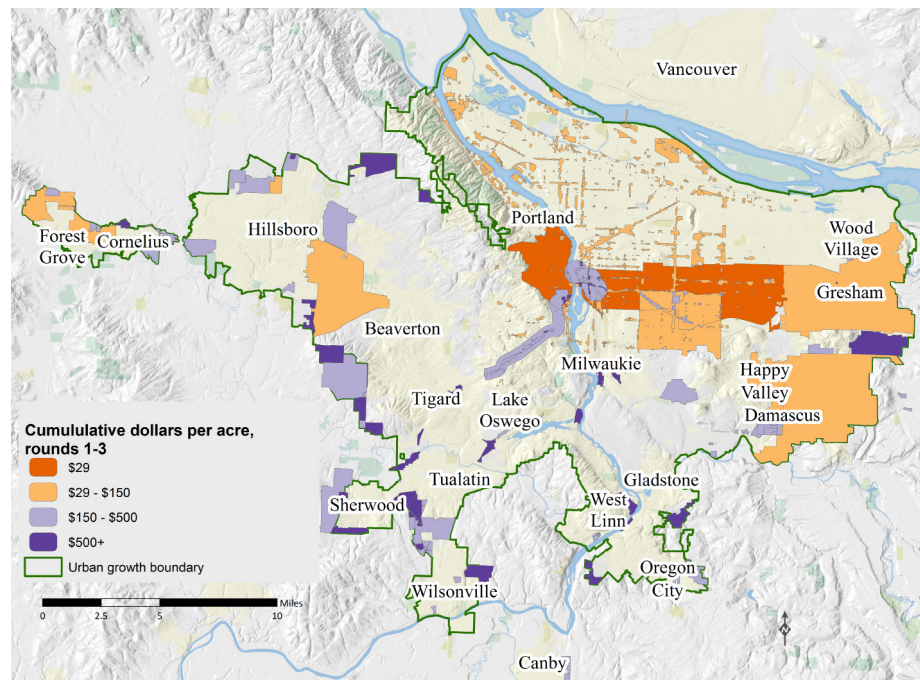 Vancouver
Portland
Wood
Village
Hillsboro
Forest
Grove
Cornelius
Gresham
Beaverton
Milwaukie
Happy
Valley
Damascus
Tigard
Lake
Oswego
Cumululative dollars per acre,
rounds 1-3
$29
$29 - $150
$150 - $500
$500+
Urban growth boundary
Tualatin
Gladstone
Sherwood
West
Linn
Oregon
City
Wilsonville
0 2.5 5 10 Miles
N
Canby